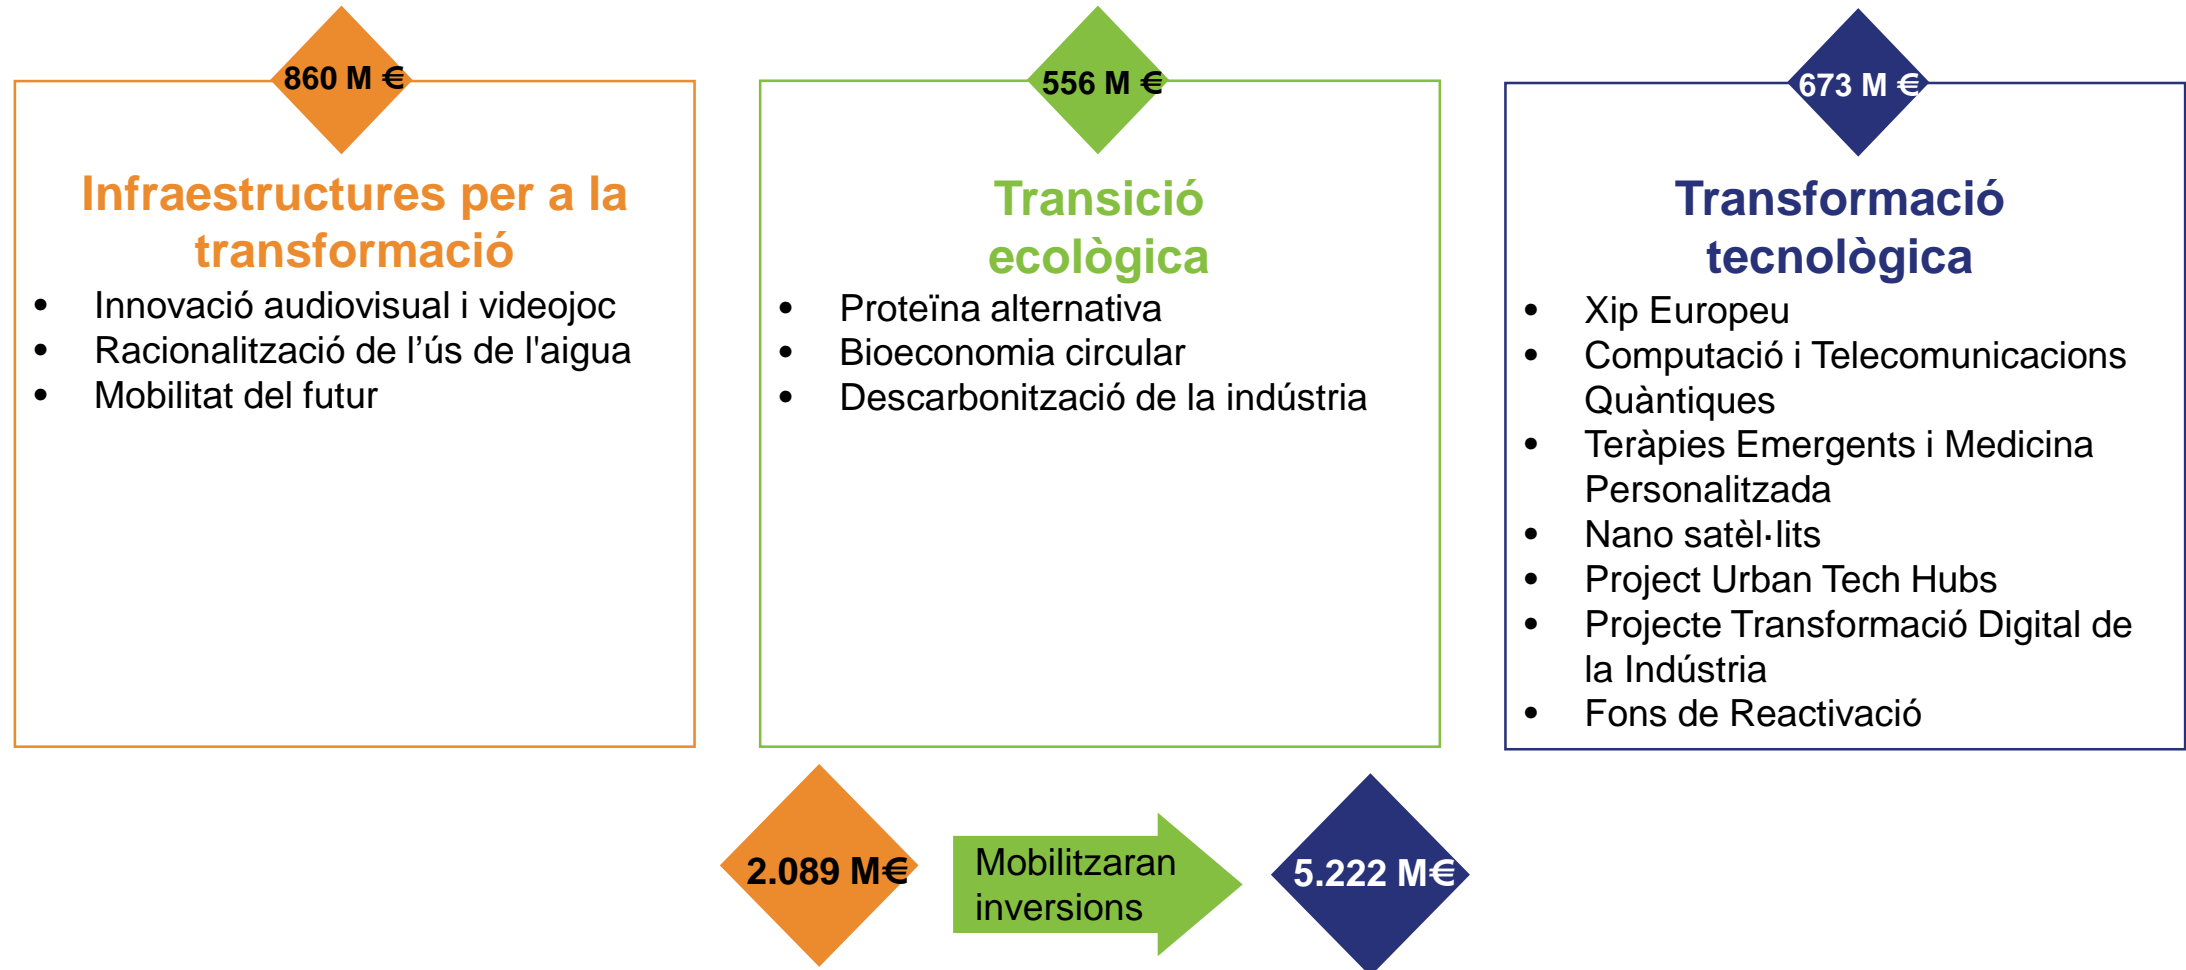 860 M €
Infraestructures per a la
transformació
• Innovació audiovisual i videojoc
• Racionalització de l’ús de l'aigua
• Mobilitat del futur
556 M €
Transició
ecològica
• Proteïna alternativa
• Bioeconomia circular
• Descarbonització de la indústria
673 M €
Transformació
tecnològica
• Xip Europeu
• Computació i Telecomunicacions
Quàntiques
• Teràpies Emergents i Medicina
Personalitzada
• Nano satèl·lits
• Project Urban Tech Hubs
• Projecte Transformació Digital de
la Indústria
• Fons de Reactivació
2.089 M€
Mobilitzaran
inversions
5.222 M€